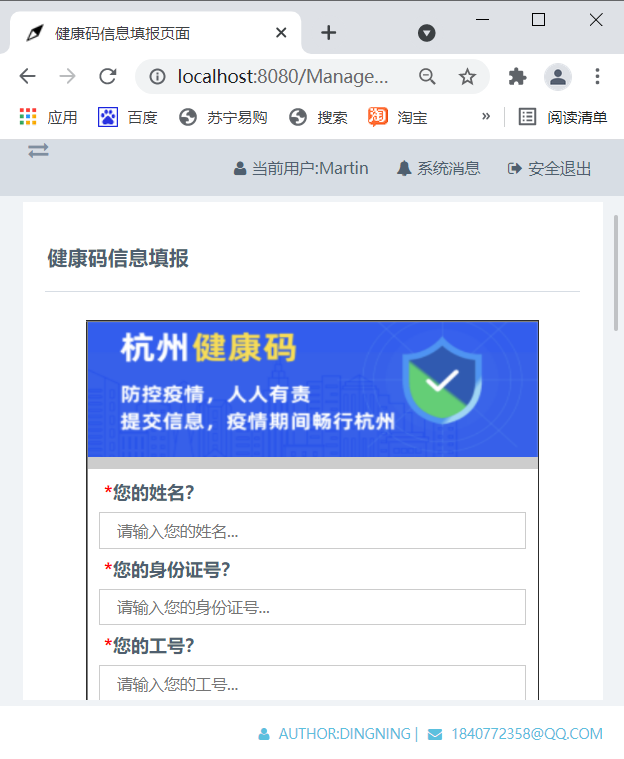 健康码信息填报页面
localhost:8080/Manage...
应用 百度 苏宁易购 搜索 淘 淘宝 » 阅读清单
当前用户:Martin 系统消息 安全退出
健康码信息填报
杭州健康码
防控疫情，人人有责
提交信息，疫情期间畅行杭州
*您的姓名?
请输入您的姓名...
*您的身份证号?
请输入您的身份证号...
*您的工号?
请输入您的工号...
AUTHOR:DINGNING | 1840772358@QQ.COM